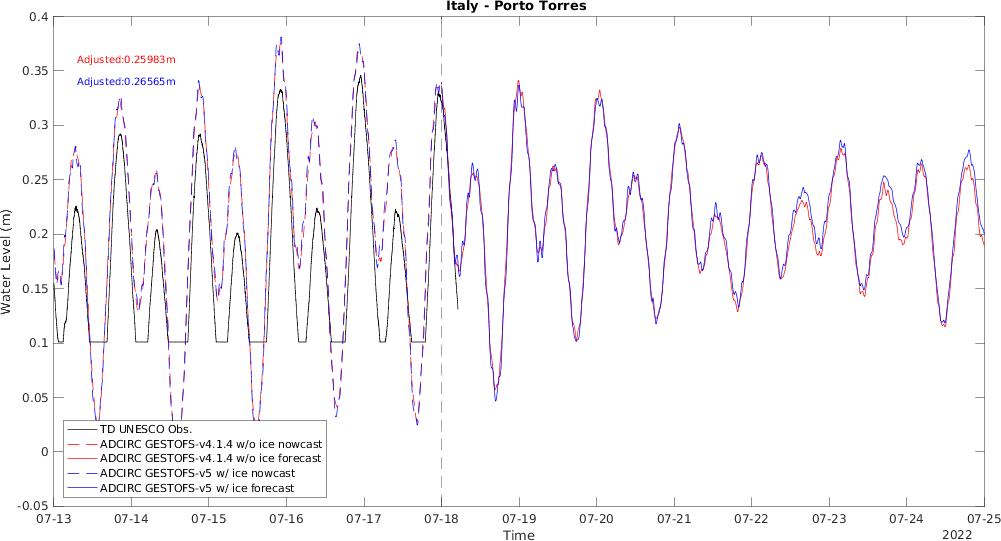 Italy - Porto Torres
Adjusted:0.25983m
Adjusted:0.26565m
Water Level (m)
0.4
0.35
0.3
0.25
0.2
0.15
0.1
0.05
0
-0.05
TD UNESCO Obs.
ADCIRC GESTOFS-v4.1.4 w/o ice nowcast
ADCIRC GESTOFS-v4.1.4 w/o ice forecast
ADCIRC GESTOFS-v5 w/ ice nowcast
ADCIRC GESTOFS-v5 w/ ice forecast
07-13 07-14 07-15 07-16 07-17 07-18 07-19 07-20 07-21 07-22 07-23 07-24 07-25
Time
2022